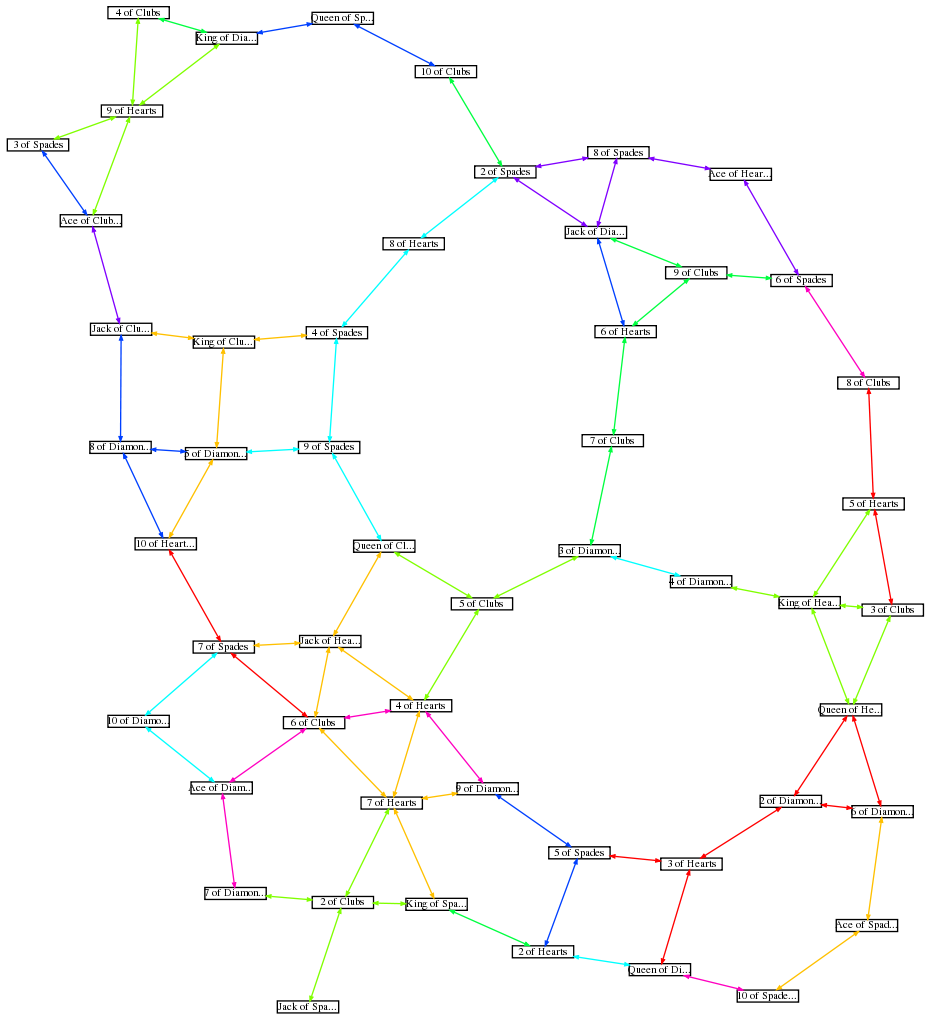 4 of Clubs
Queen of Sp...
King of Dia...
10 of Clubs
9 of Hearts
3 of Spades
8 of Spades
2 of Spades
Ace of Hear...
Ace of Club...
Jack of Dia...
8 of Hearts
9 of Clubs
6 of Spades
Jack of Clu...
4 of Spades
6 of Hearts
King of Clu...
8 of Clubs
7 of Clubs
8 of Diamon...
9 of Spades
5 of Diamon...
5 of Hearts
10 of Heart...
Queen of Cl...
3 of Diamon...
4 of Diamon...
5 of Clubs
King of Hea...
3 of Clubs
7 of Spades
Jack of Hea...
4 of Hearts
Queen of He...
10 of Diamo...
6 of Clubs
Ace of Diam...
9 of Diamon...
7 of Hearts
2 of Diamon...
6 of Diamon...
5 of Spades
3 of Hearts
7 of Diamon...
2 of Clubs
King of Spa...
Ace of Spad...
2 of Hearts
Queen of Di...
10 of Spade...
Jack of Spa...